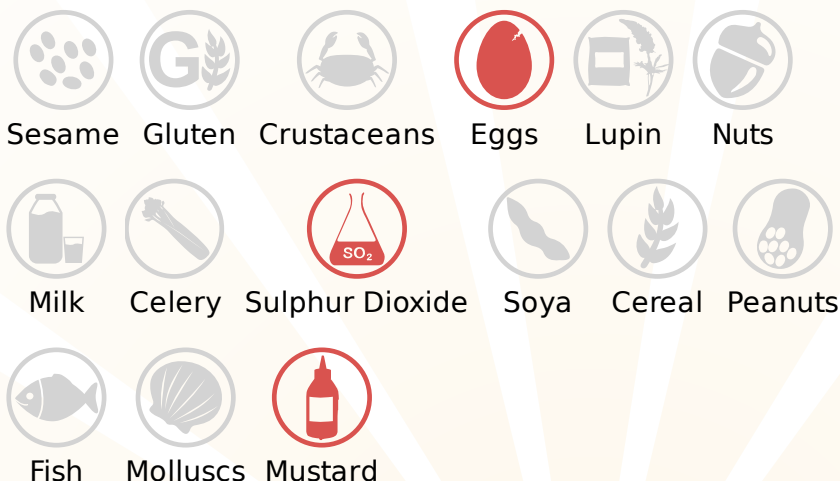 G
Sesame Gluten Crustaceans Eggs Lupin Nuts
SO₂
Milk Celery Sulphur Dioxide Soya Cereal Peanuts
Fish Molluscs Mustard